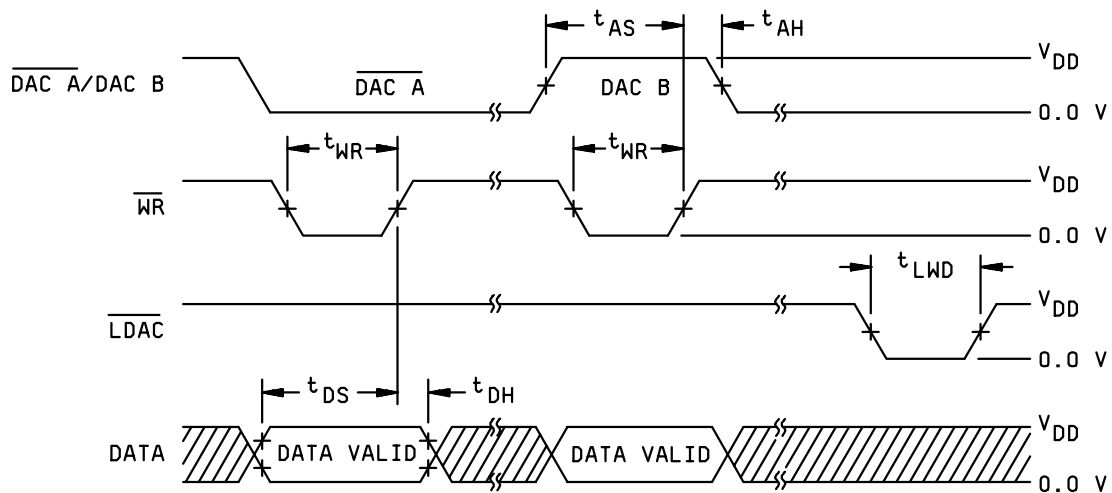 tAS
tAH
DAC A/DAC B
DAC A
DAC B
VDD
0.0 V
tWR
tWR
WR
VDD
0.0 V
tLWD
LDAC
VDD
0.0 V
tDS
tDH
DATA
DATA VALID
DATA VALID
VDD
0.0 V